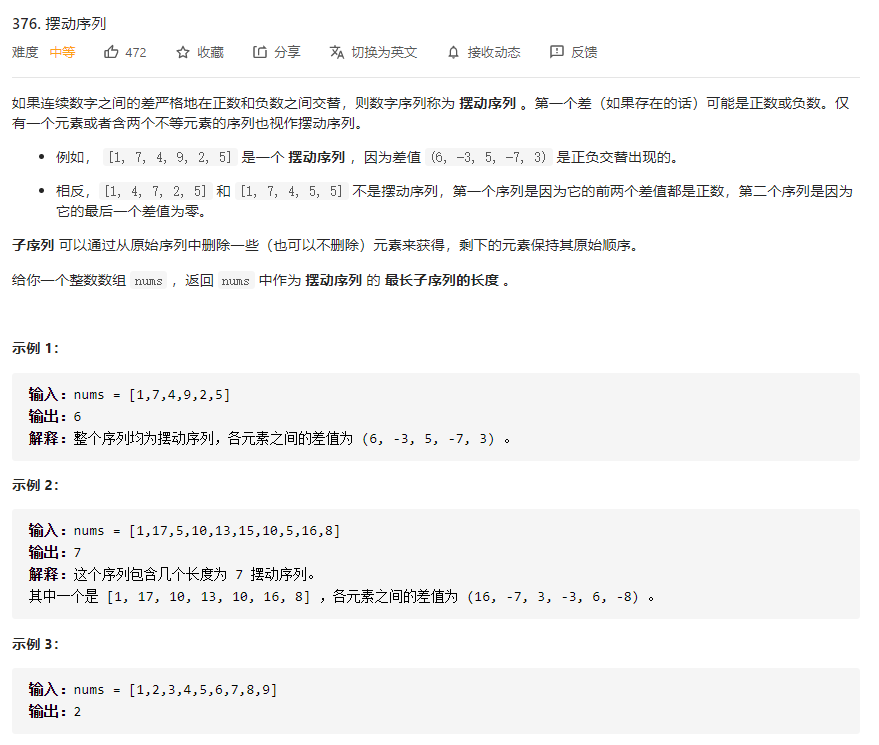 376. 摆动序列
难度 中等 472 收藏 分享 切换为英文 接收动态 反馈
如果连续数字之间的差严格地在正数和负数之间交替，则数字序列称为 摆动序列 。第一个差（如果存在的话）可能是正数或负数。仅
有一个元素或者含两个不等元素的序列也视作摆动序列。
• 例如， [1, 7, 4, 9, 2, 5] 是一个 摆动序列 ，因为差值 (6, -3, 5, -7, 3) 是正负交替出现的。
• 相反，[1, 4, 7, 2, 5] 和 [1, 7, 4, 5, 5] 不是摆动序列，第一个序列是因为它的前两个差值都是正数，第二个序列是因为
它的最后一个差值为零。
子序列 可以通过从原始序列中删除一些（也可以不删除）元素来获得，剩下的元素保持其原始顺序。
给你一个整数数组 nums ，返回 nums 中作为 摆动序列 的 最长子序列的长度 。
示例 1：
输入：nums = [1,7,4,9,2,5]
输出：6
解释：整个序列均为摆动序列，各元素之间的差值为 (6, -3, 5, -7, 3) 。
示例 2：
输入：nums = [1,17,5,10,13,15,10,5,16,8]
输出：7
解释：这个序列包含几个长度为 7 摆动序列。
其中一个是 [1, 17, 10, 13, 10, 16, 8] ，各元素之间的差值为 (16, -7, 3, -3, 6, -8) 。
示例 3：
输入：nums = [1,2,3,4,5,6,7,8,9]
输出：2